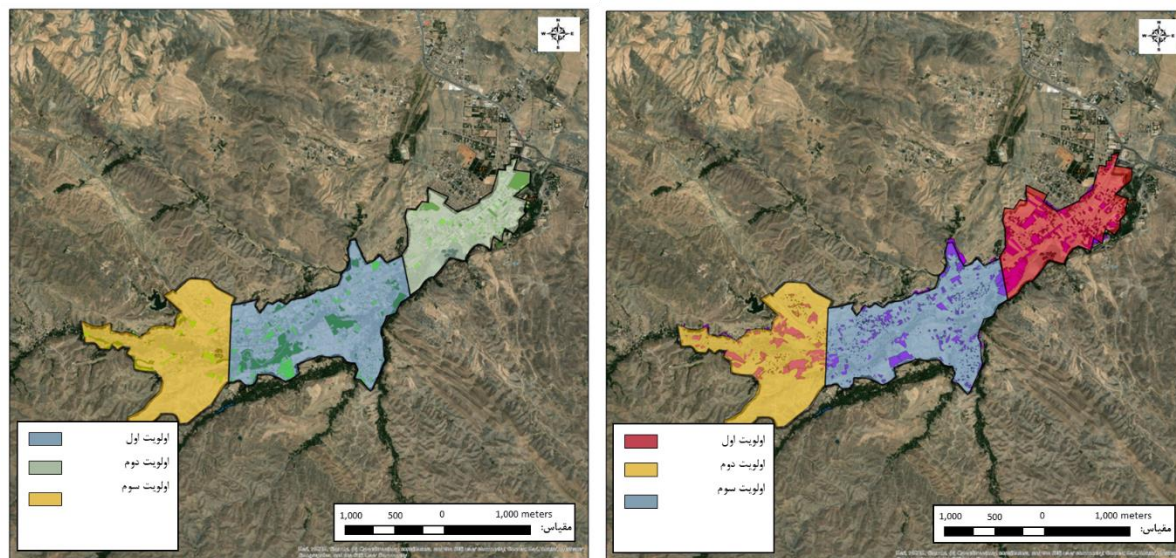 N
W E
S
اولویت اول
اولویت دوم
اولویت سوم
1,000 500 0 1,000 meters
مقیاس:
N
W E
S
اولویت اول
اولویت دوم
اولویت سوم
1,000 500 0 1,000 meters
مقیاس: